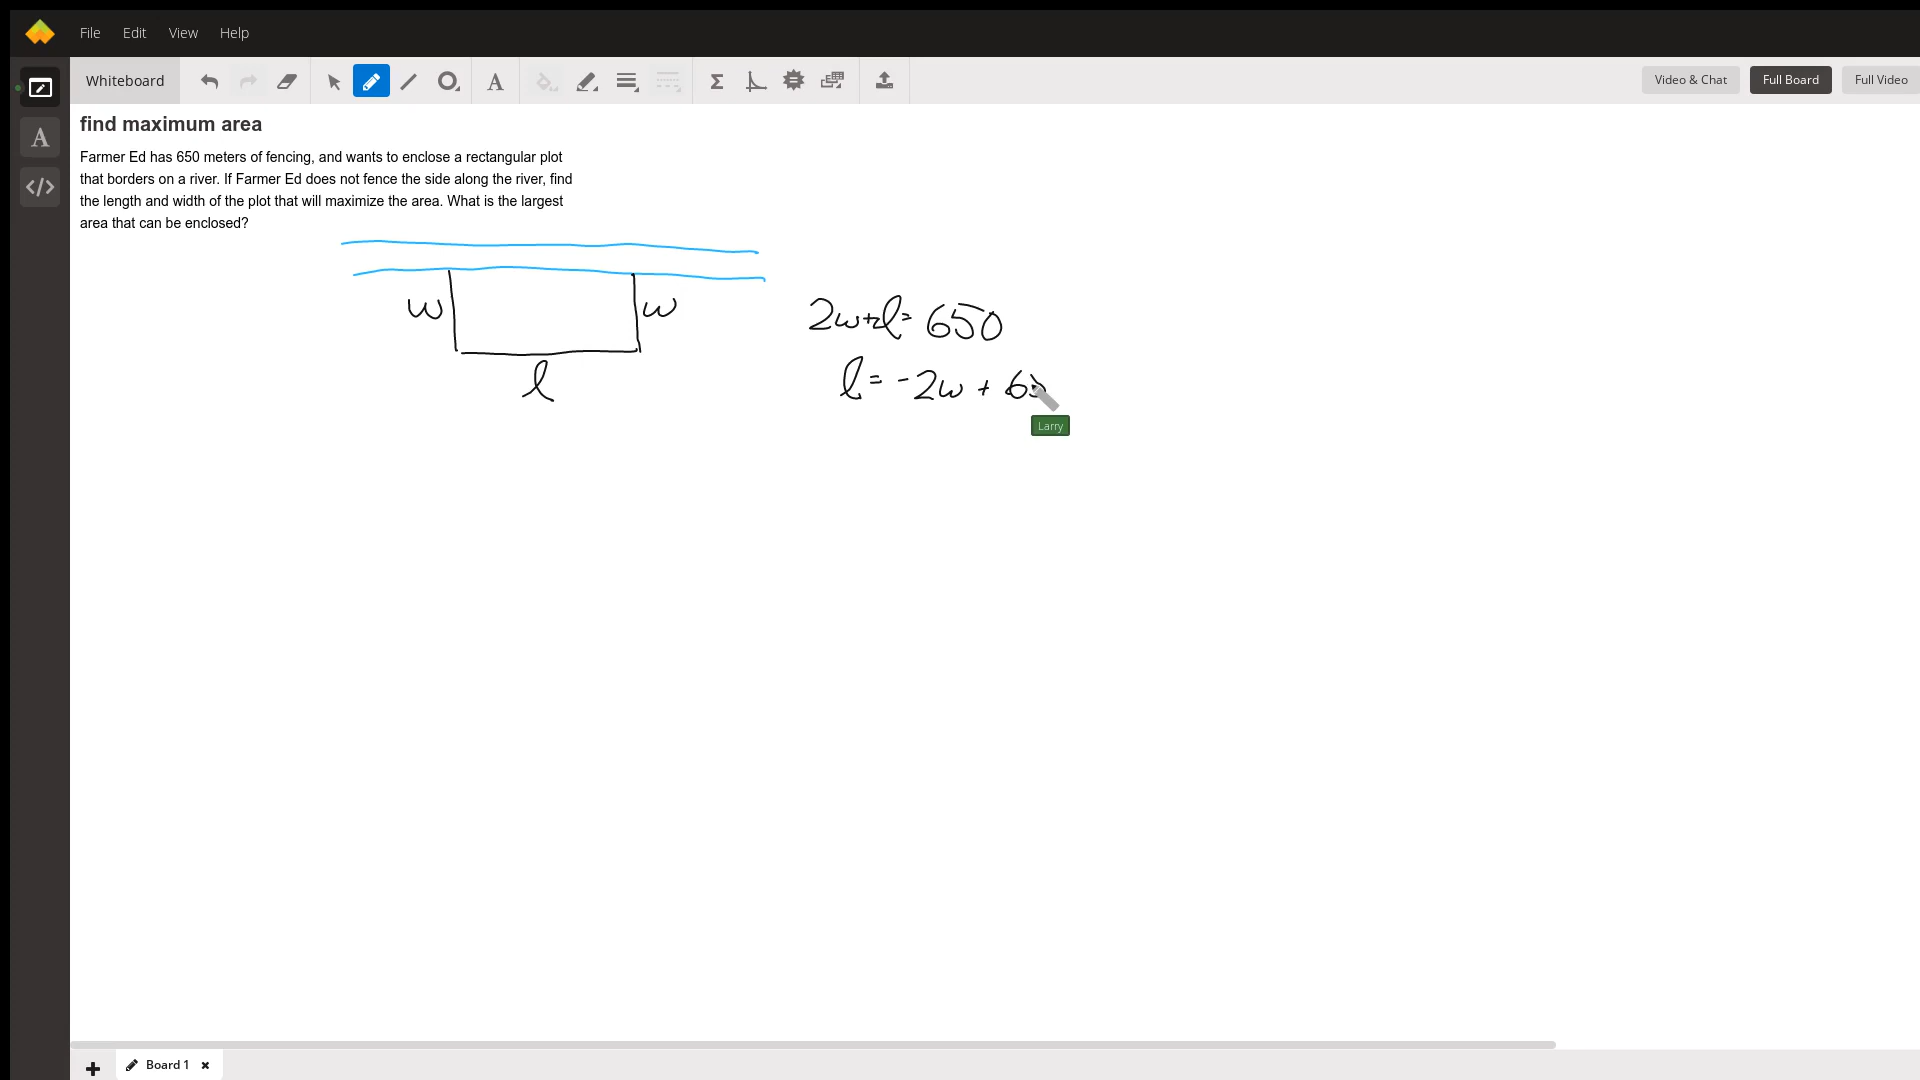 File Edit View Help
Whiteboard Video & Chat Full Board Full Video
find maximum area
Farmer Ed has 650 meters of fencing, and wants to enclose a rectangular plot
that borders on a river. If Farmer Ed does not fence the side along the river, find
the length and width of the plot that will maximize the area. What is the largest
area that can be enclosed?
w w
l
2w+l= 650
l = -2w + 65
Larry
Board 1